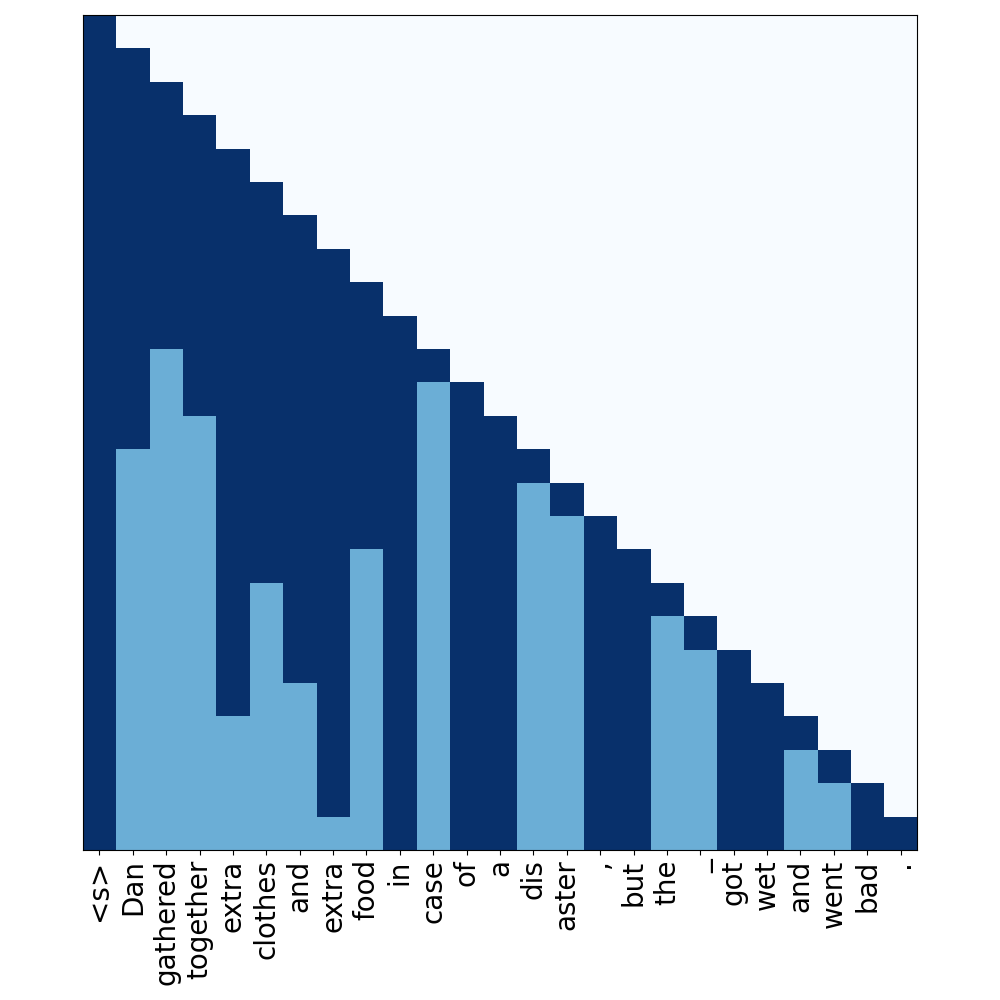 <s>
Dan
gathered
together
extra
clothes
and
extra
food
in
case
of
a
dis
aster
,
but
the
_
got
wet
and
went
bad
.